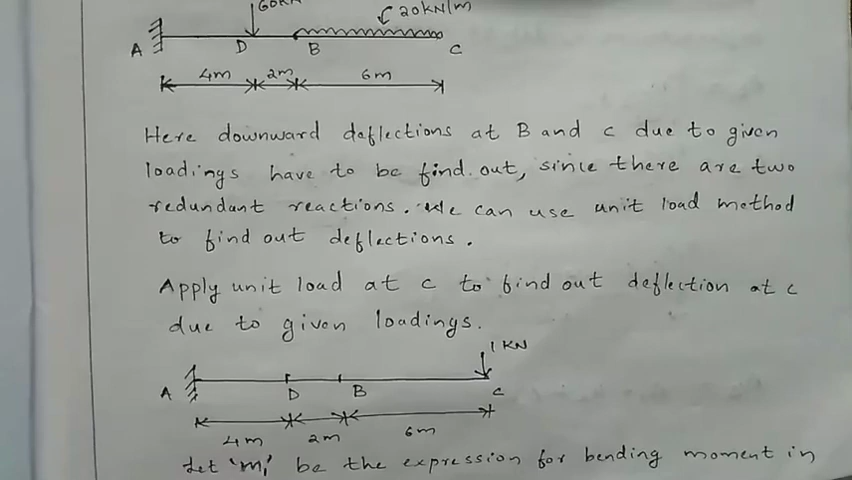 60KN
20KN/m
A D B C
4m 2m 6m
Here downward deflections at B and C due to given
loadings have to be find out, since there are two
redundant reactions. We can use unit load method
to find out deflections.
Apply unit load at C to find out deflection at C
due to given loadings.
1 KN
A D B C
4m 2m 6m
Let 'm₁' be the expression for bending moment in